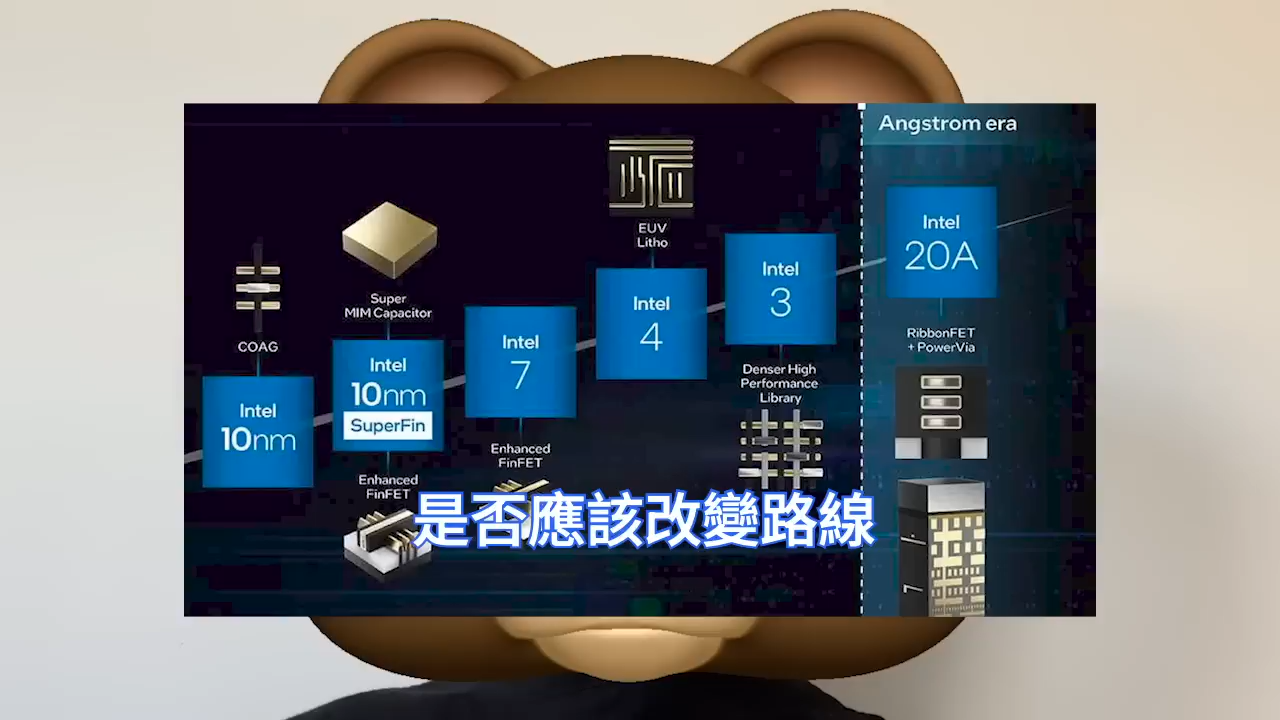 Angstrom era
COAG
Intel
10nm
Super
MIM Capacitor
Intel
10nm
SuperFin
Enhanced
FinFET
Intel
7
Enhanced
FinFET
EUV
Litho
Intel
4
Intel
3
Denser High
Performance
Library
Intel
20A
RibbonFET
+ PowerVia
是否應該改變路線